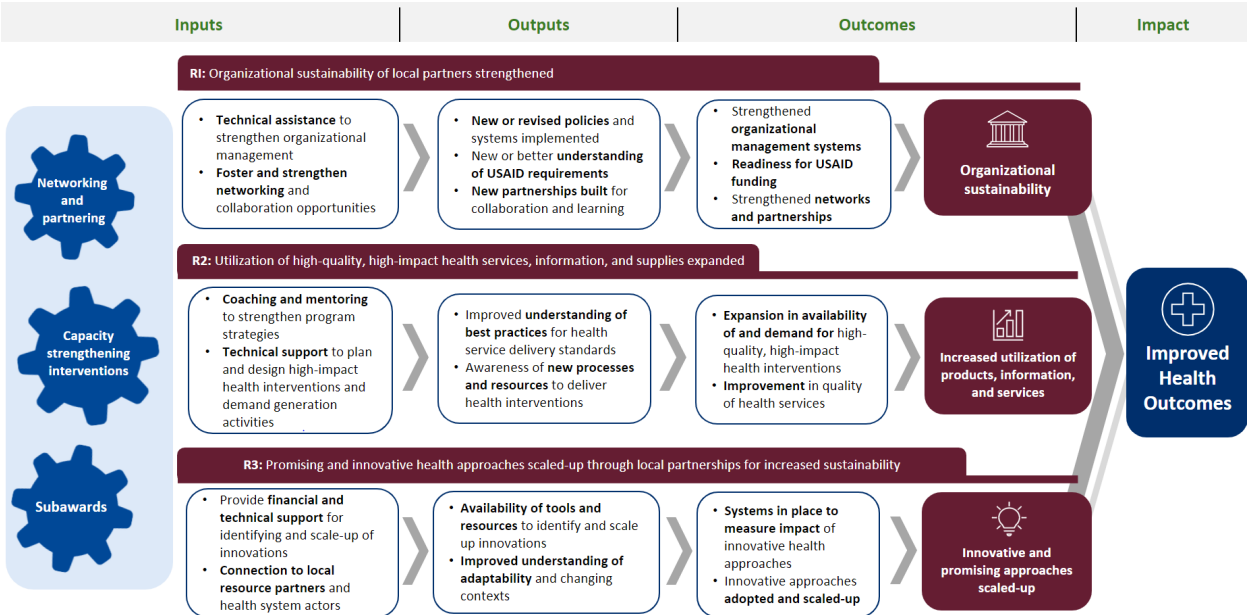 Inputs
Outputs
Outcomes
Impact
Networking
and
partnering
Capacity
strengthening
interventions
Subawards
RI: Organizational sustainability of local partners strengthened
• Technical assistance to
strengthen organizational
management
• Foster and strengthen
networking and
collaboration opportunities
• New or revised policies and
systems implemented
• New or better understanding
of USAID requirements
• New partnerships built for
collaboration and learning
• Strengthened
organizational
management systems
• Readiness for USAID
funding
• Strengthened networks
and partnerships
Organizational
sustainability
R2: Utilization of high-quality, high-impact health services, information, and supplies expanded
• Coaching and mentoring
to strengthen program
strategies
• Technical support to plan
and design high-impact
health interventions and
demand generation
activities
• Improved understanding of
best practices for health
service delivery standards
• Awareness of new processes
and resources to deliver
health interventions
• Expansion in availability
of and demand for high-
quality, high-impact
health interventions
• Improvement in quality
of health services
Increased utilization of
products, information,
and services
R3: Promising and innovative health approaches scaled-up through local partnerships for increased sustainability
• Provide financial and
technical support for
identifying and scale-up of
innovations
• Connection to local
resource partners and
health system actors
• Availability of tools and
resources to identify and scale
up innovations
• Improved understanding of
adaptability and changing
contexts
• Systems in place to
measure impact of
innovative health
approaches
• Innovative approaches
adopted and scaled-up
Innovative and
promising approaches
scaled-up
Improved
Health
Outcomes